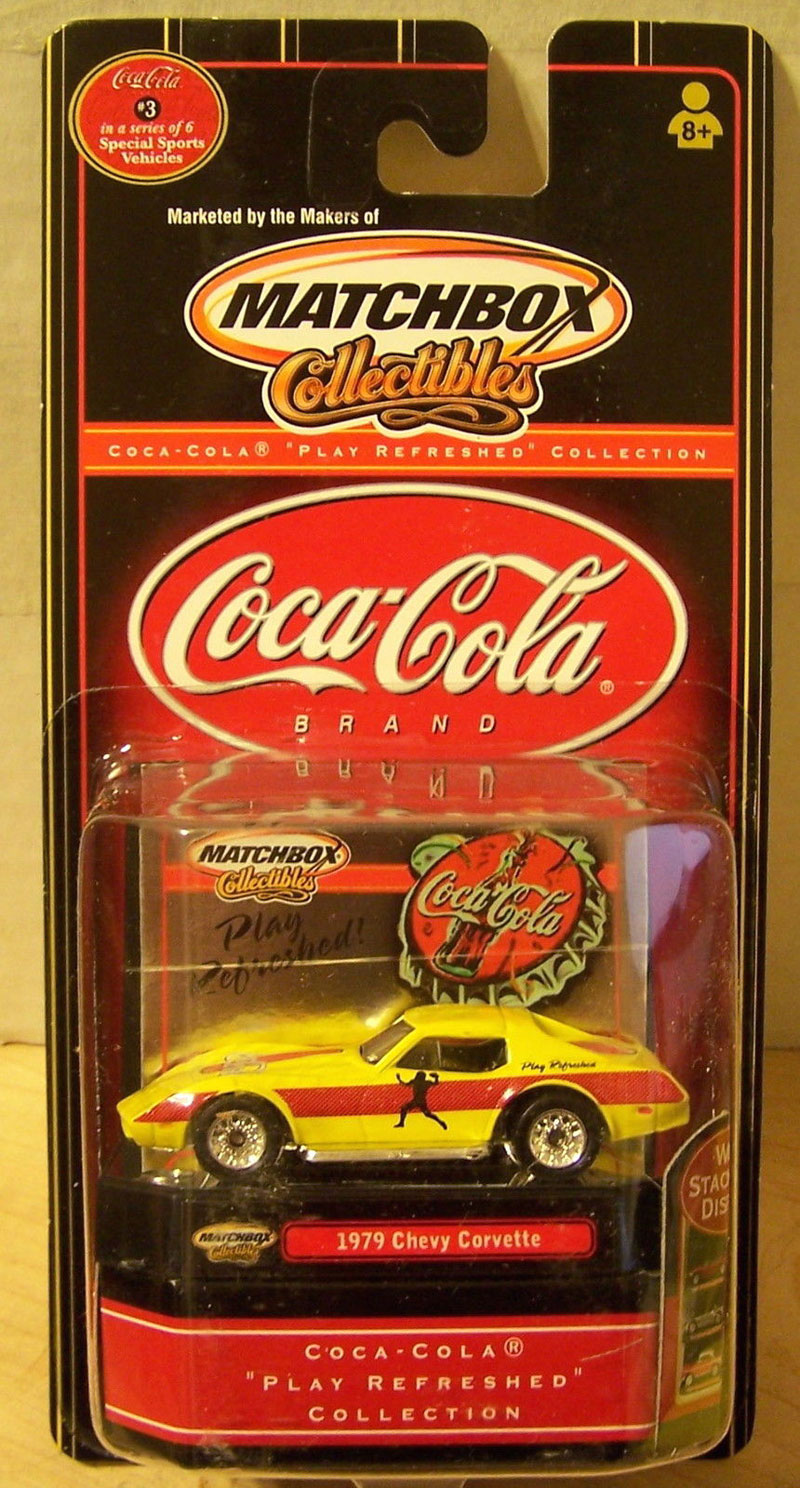 Coca-Cola
#3
in a series of 6
Special Sports
Vehicles
8+
Marketed by the Makers of
MATCHBOX
Collectibles
COCA-COLA® "PLAY REFRESHED" COLLECTION
Coca-Cola®
BRAND
MATCHBOX
Collectibles
Play
Refreshed!
Coca-Cola
Play Refreshed
W
STAC
DIS
MATCHBOX
Collectibles
1979 Chevy Corvette
COCA-COLA®
"PLAY REFRESHED"
COLLECTION